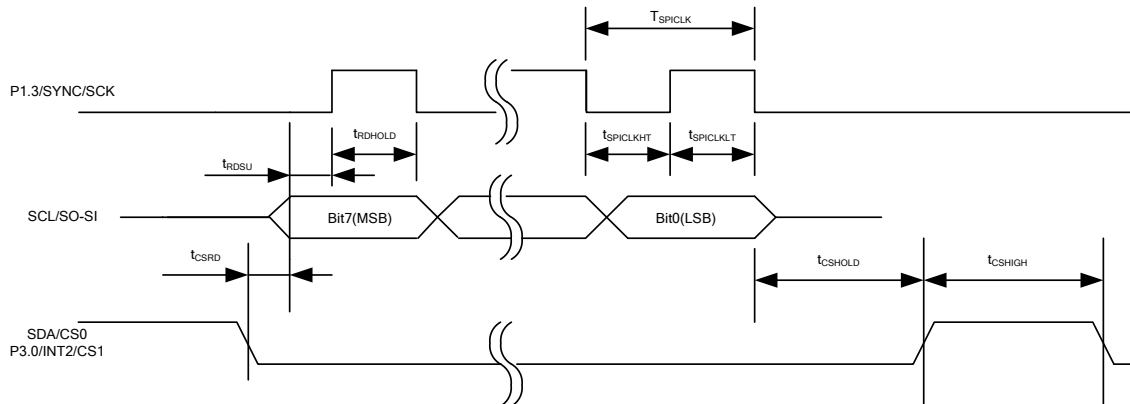 TSPICLK
P1.3/SYNC/SCK
tRDHOLD
tSPICLKHT
tSPICLKLT
tRDSU
SCL/SO-SI
Bit7(MSB)
Bit0(LSB)
tCSRD
tCSHOLD
tCSHIGH
SDA/CS0
P3.0/INT2/CS1